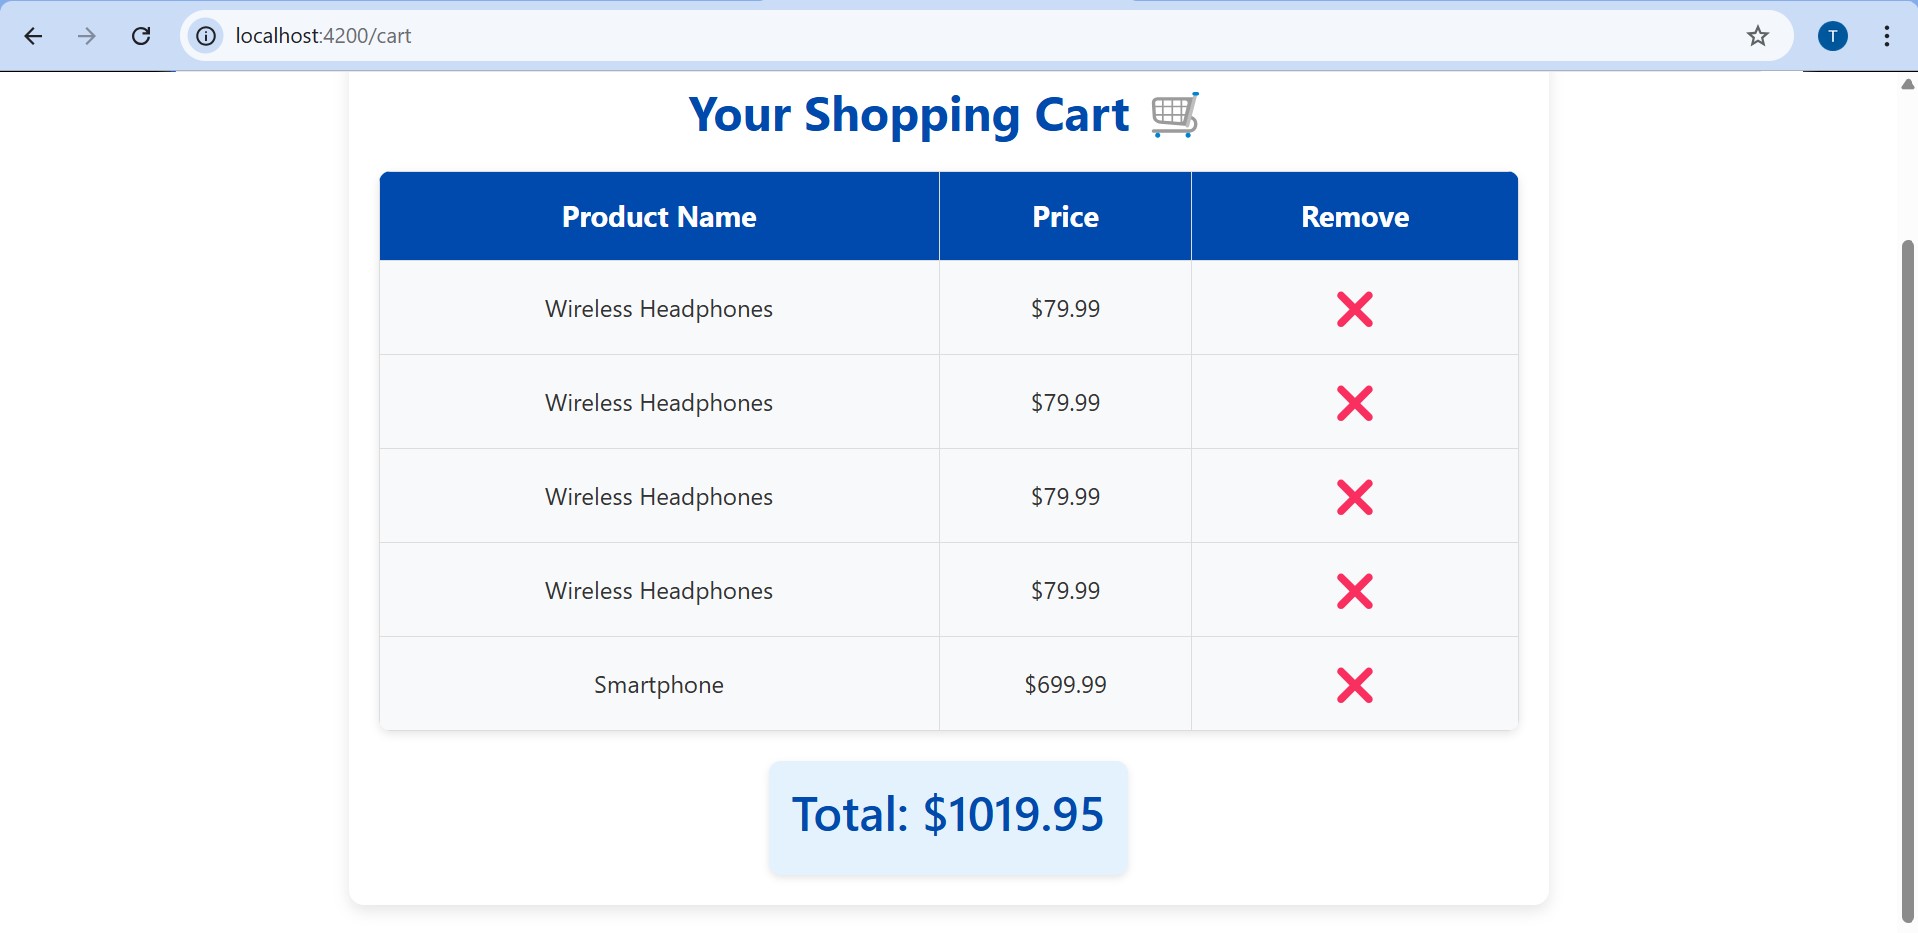 localhost:4200/cart
T
Your Shopping Cart
Product Name Price Remove
Wireless Headphones $79.99
Wireless Headphones $79.99
Wireless Headphones $79.99
Wireless Headphones $79.99
Smartphone $699.99
Total: $1019.95